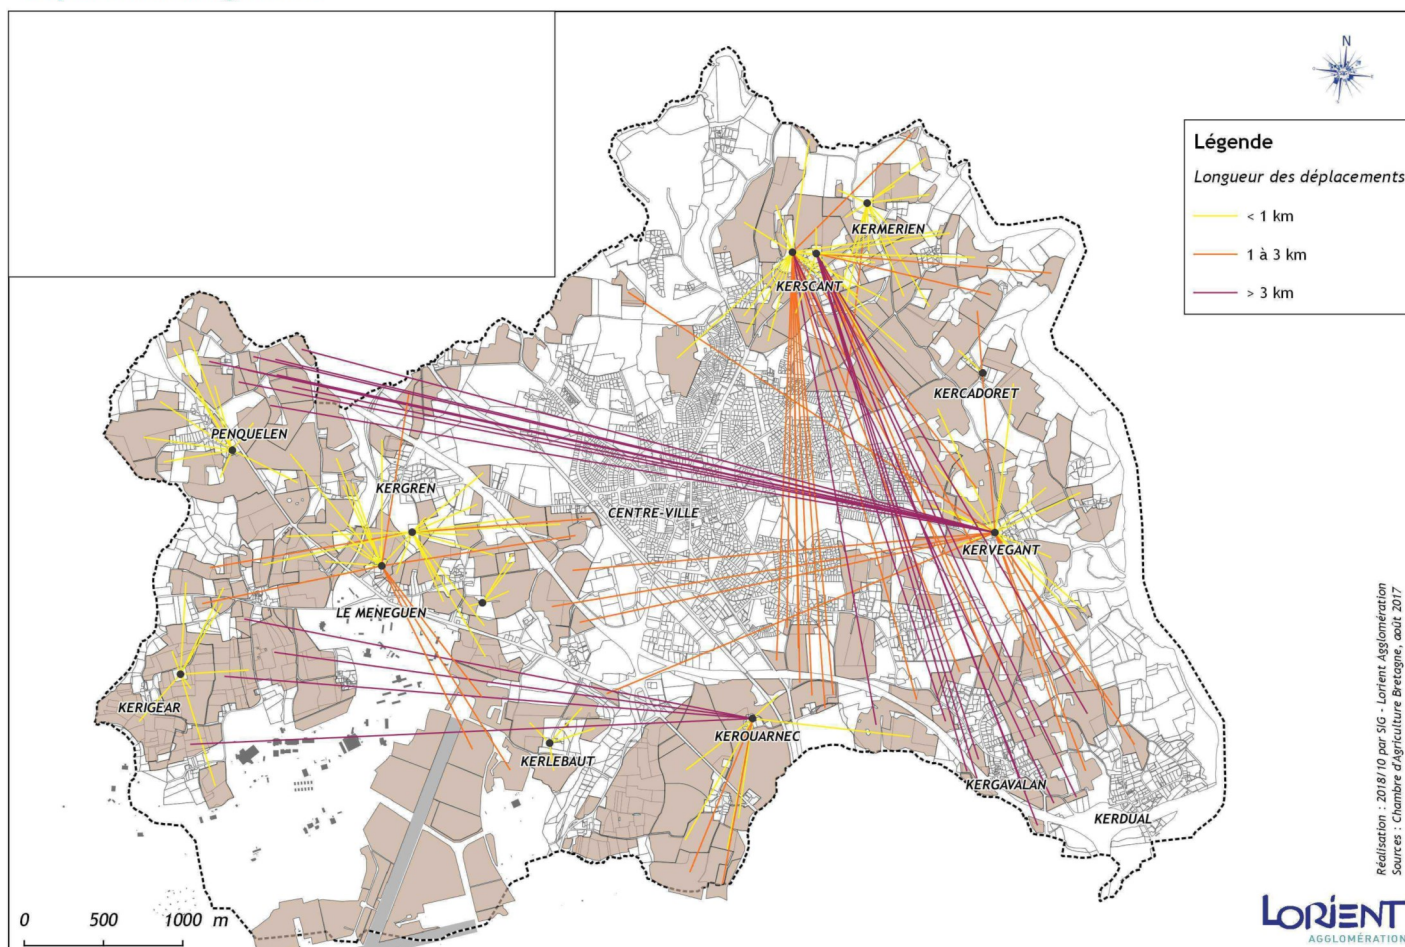 N
Légende
Longueur des déplacements
< 1 km
1 à 3 km
> 3 km
KERMERIEN
KERSCANT
KERCADORET
PENQUELEN
KERGREN
CENTRE-VILLE
KERVEGANT
LE MENEGUEN
KERIGEAR
KEROUARNEC
KERLEBAUT
KERGAVALAN
KERDUAL
Réalisation : 2018/10 par SIG - Lorient Agglomération
Sources : Chambre d'Agriculture Bretagne, août 2017
0 500 1000 m
LORIENT
AGGLOMÉRATION